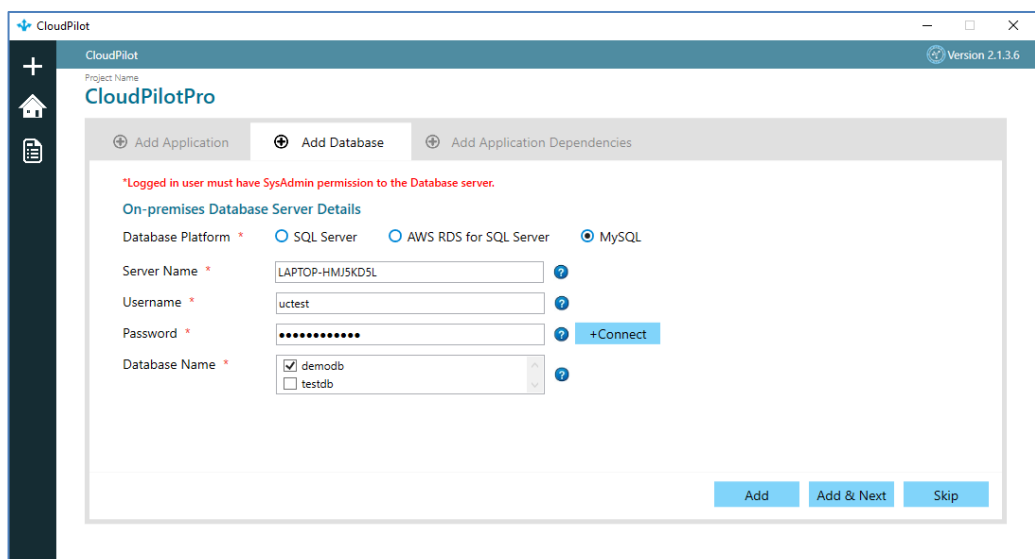 CloudPilot
CloudPilot Version 2.1.3.6
Project Name
CloudPilotPro
Add Application Add Database Add Application Dependencies
*Logged in user must have SysAdmin permission to the Database server.
On-premises Database Server Details
Database Platform * SQL Server AWS RDS for SQL Server MySQL
Server Name * LAPTOP-HMJ5KD5L ?
Username * uctest ?
Password * ●●●●●●●●●●●● ? +Connect
Database Name * demodb ?
testdb
Add Add & Next Skip